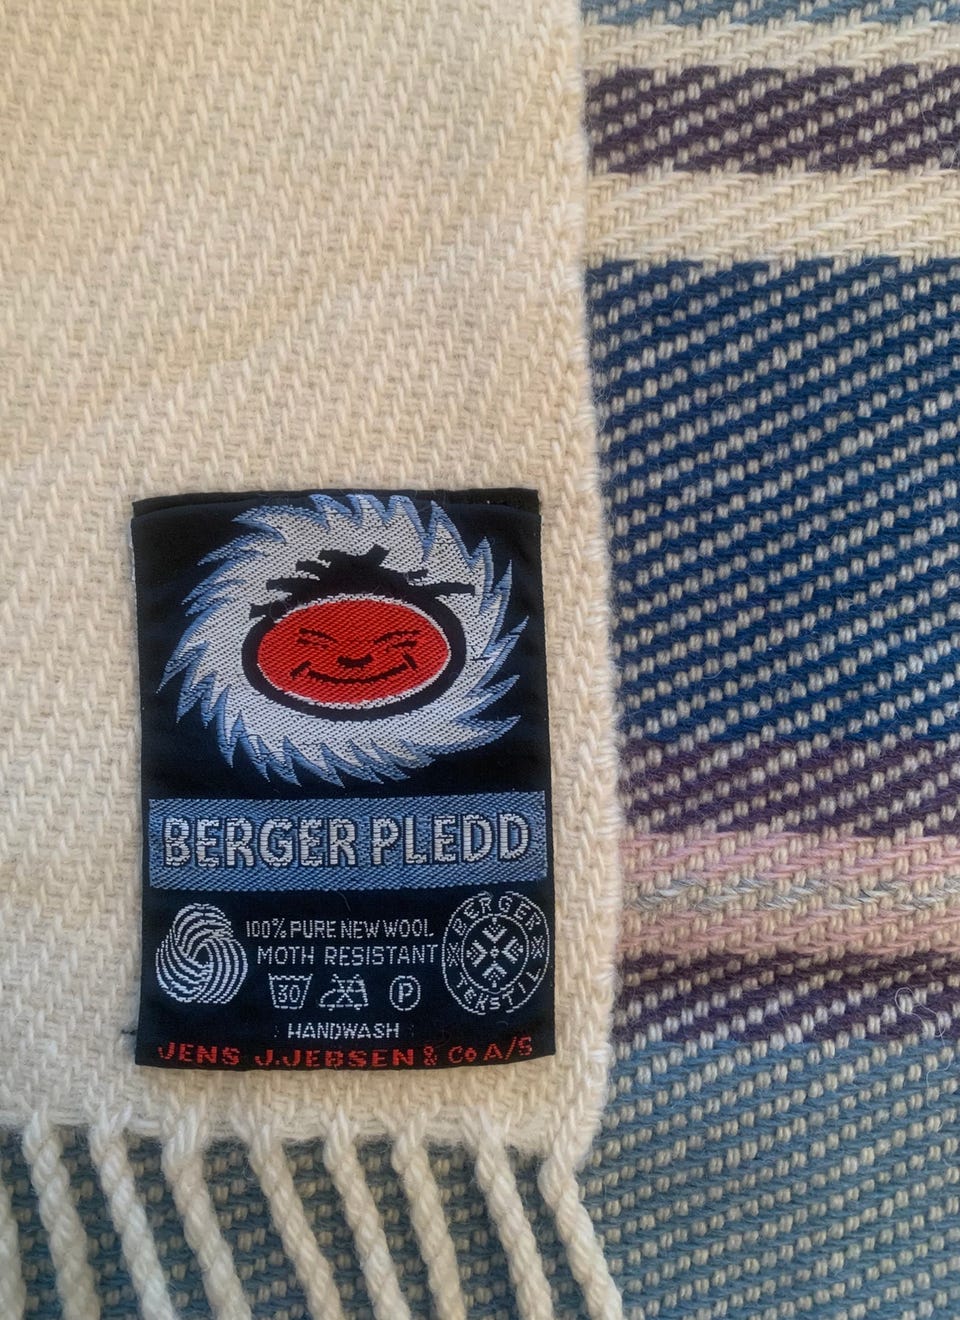 BERGER PLEDD
100% PURE NEW WOOL
MOTH RESISTANT
30 P
HANDWASH
BERGER
TEKSTIL
JENS J.JEBSEN & Co A/S